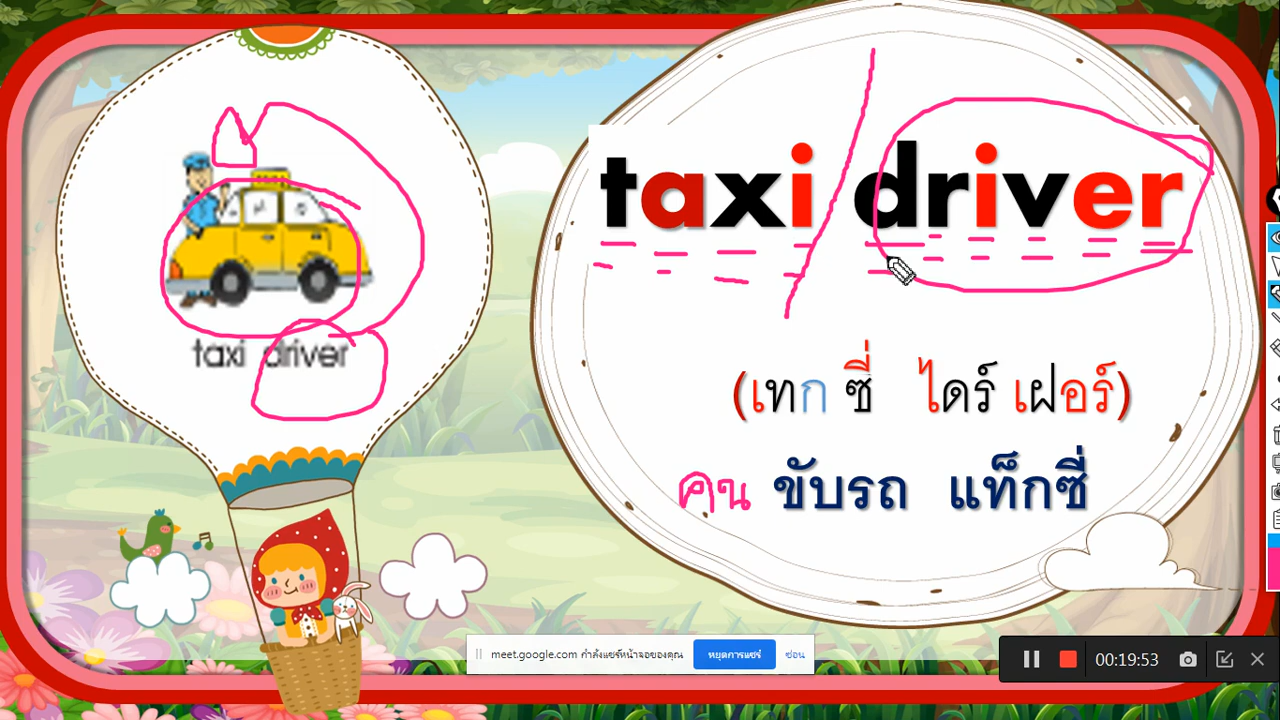 taxi driver
taxi driver
(เทก ซี่ ไดร์ เฝอร์)
คน ขับรถ แท็กซี่
meet.google.com กำลังแชร์หน้าจอของคุณ หยุดการแชร์ ซ่อน
00:19:53